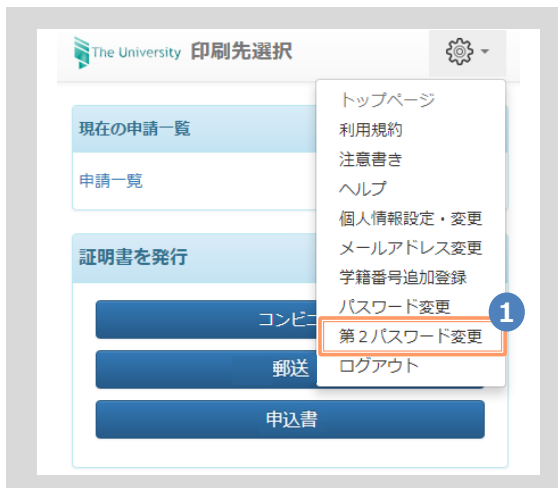 The University 印刷先選択
トップページ
利用規約
注意書き
ヘルプ
個人情報設定・変更
メールアドレス変更
学籍番号追加登録
パスワード変更
1
第2パスワード変更
ログアウト
現在の申請一覧
申請一覧
証明書を発行
コンビニ
郵送
申込書